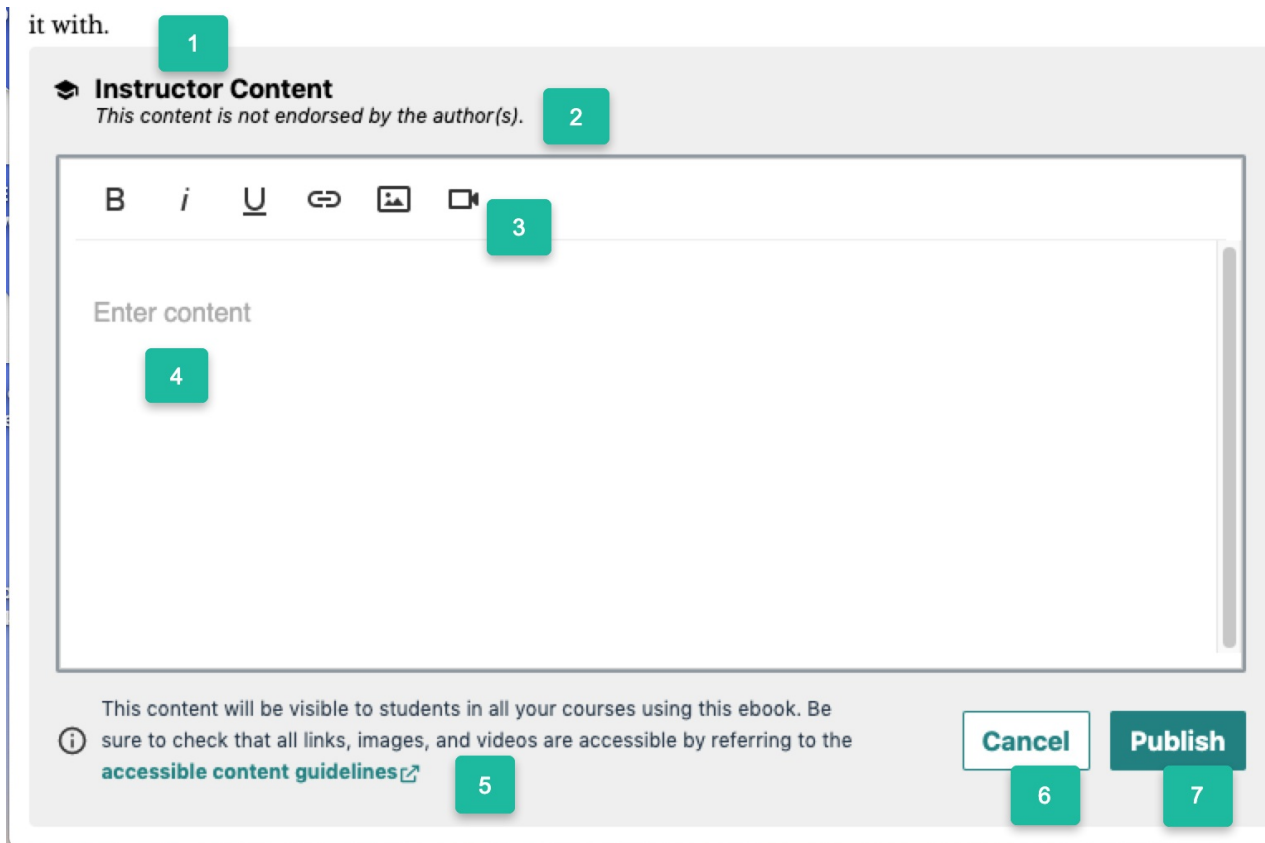 it with.
1
Instructor Content
This content is not endorsed by the author(s).
2
B i U
3
Enter content
4
This content will be visible to students in all your courses using this ebook. Be
sure to check that all links, images, and videos are accessible by referring to the
accessible content guidelines
5
Cancel
Publish
6
7